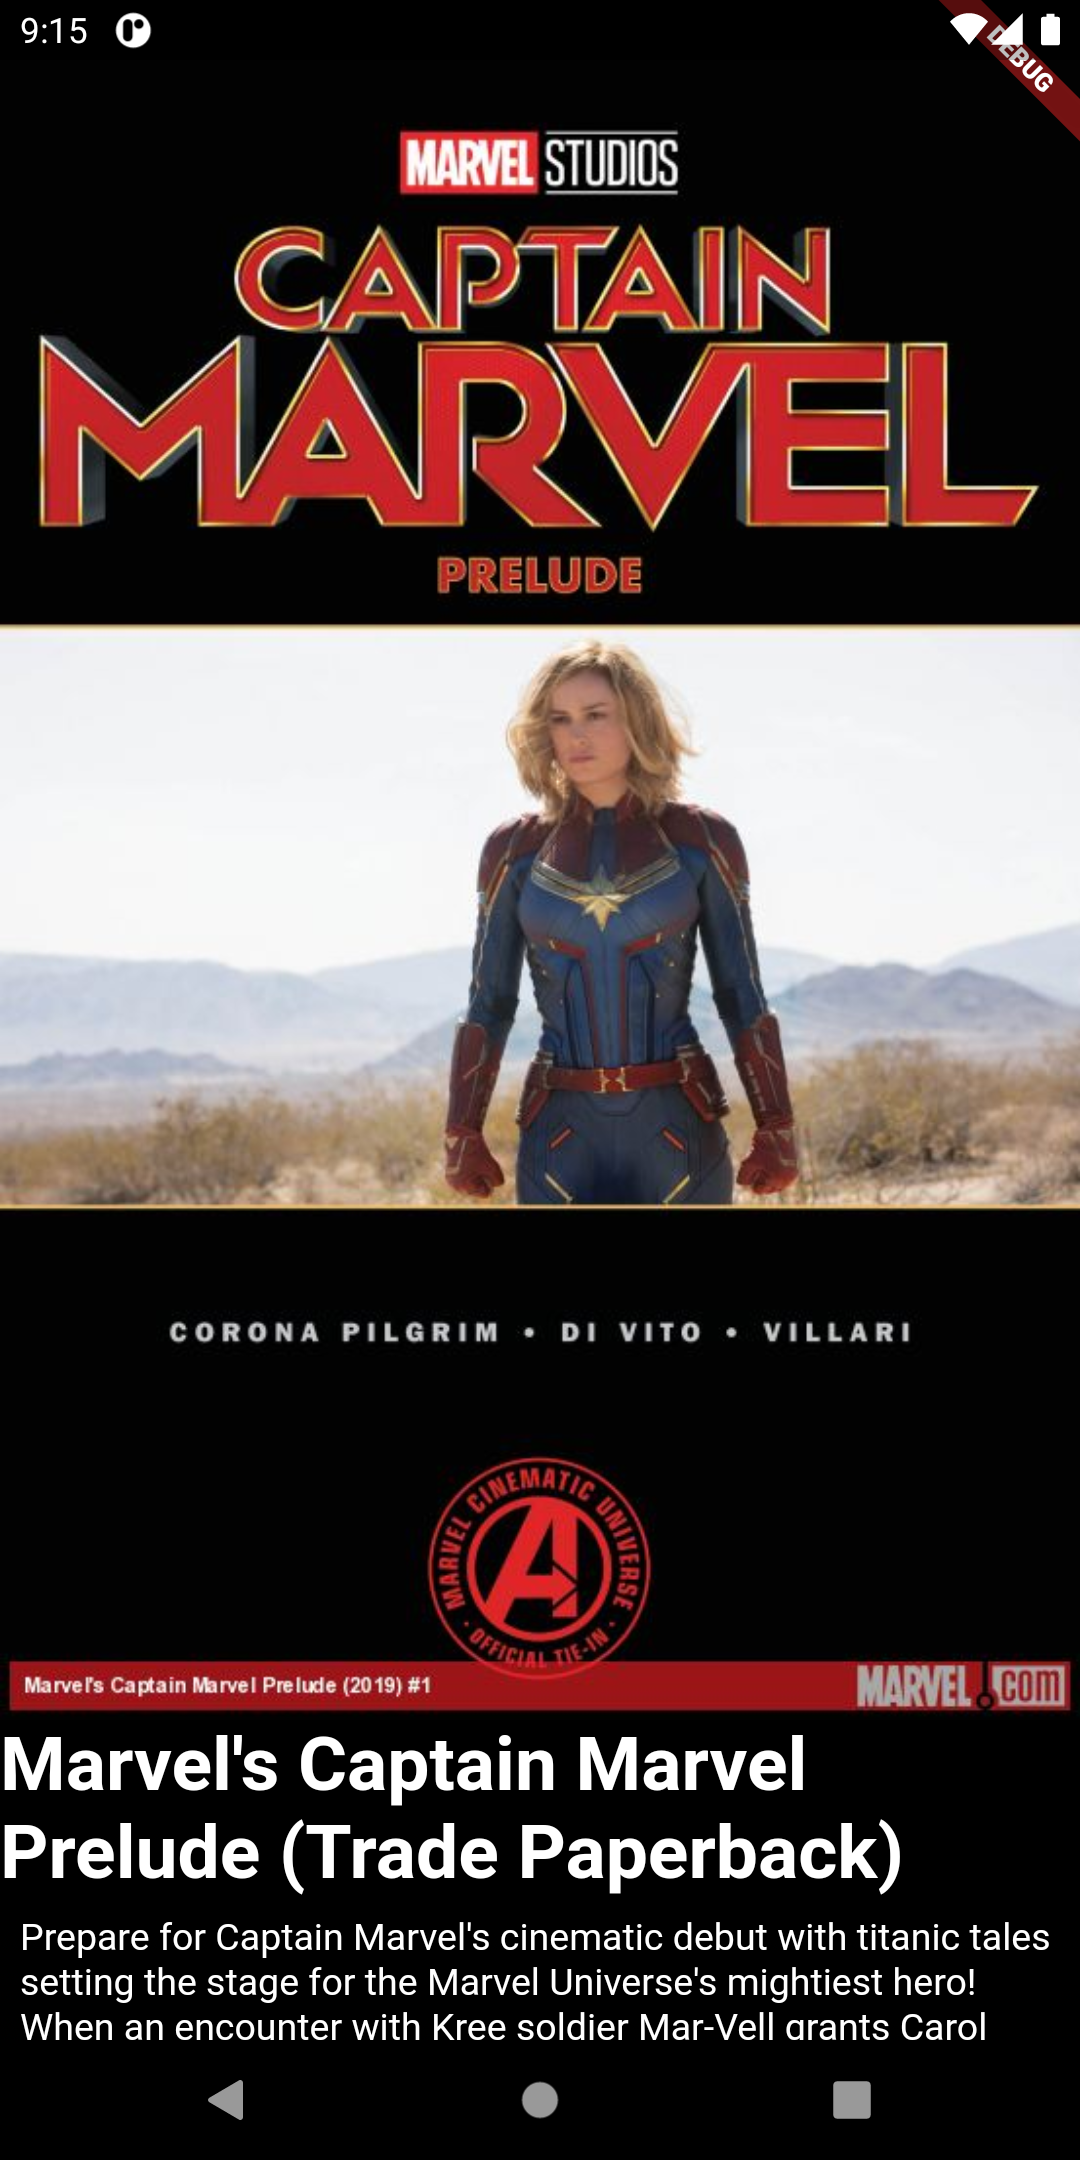 9:15
DEBUG
MARVEL STUDIOS
CAPTAIN
MARVEL
PRELUDE
CORONA PILGRIM • DI VITO • VILLARI
MARVEL CINEMATIC UNIVERSE
A
· OFFICIAL TIE-IN ·
Marvel's Captain Marvel Prelude (2019) #1
MARVEL.com
Marvel's Captain Marvel
Prelude (Trade Paperback)
Prepare for Captain Marvel's cinematic debut with titanic tales
setting the stage for the Marvel Universe's mightiest hero!
When an encounter with Kree soldier Mar-Vell grants Carol